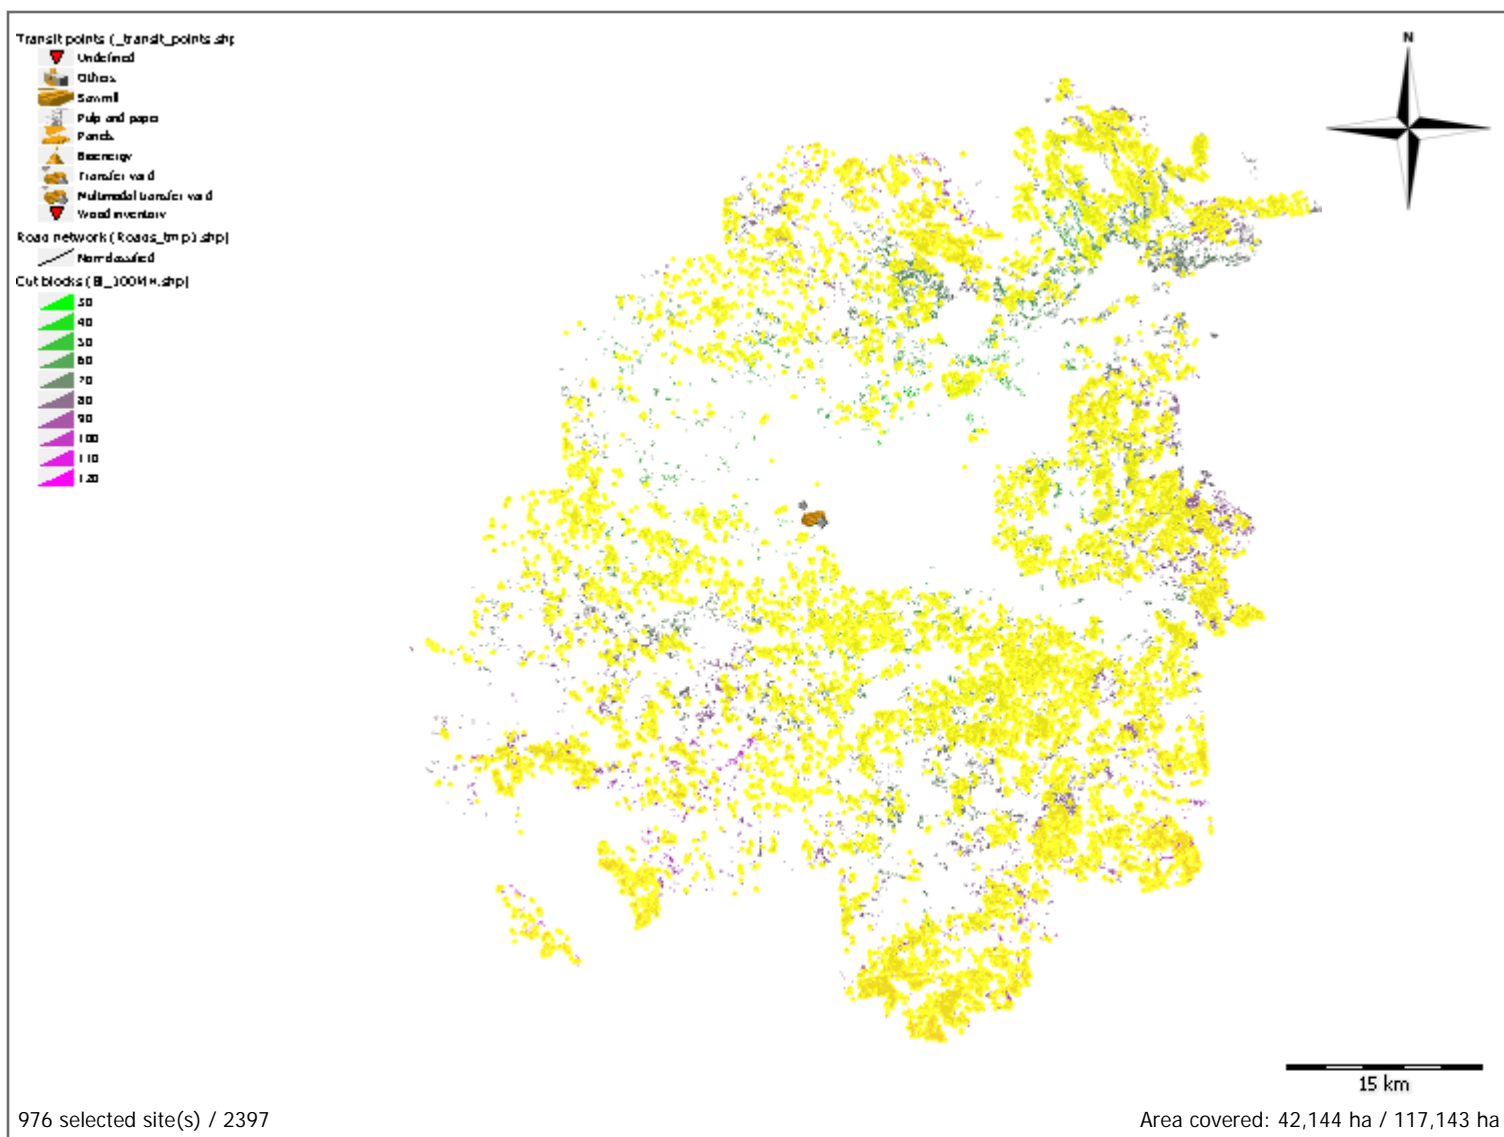 Transit points (_transit_points.shp
Undefined
Others
Sawmill
Pulp and paper
Panels
Bioenergy
Transfer yard
Multimodal transfer yard
Wood inventory
Road network (Roads_tmp3.shp)
Non-classified
Cut blocks
50
40
60
70
80
90
100
110
120
N
15 km
976 selected site(s) / 2397
Area covered: 42,144 ha / 117,143 ha